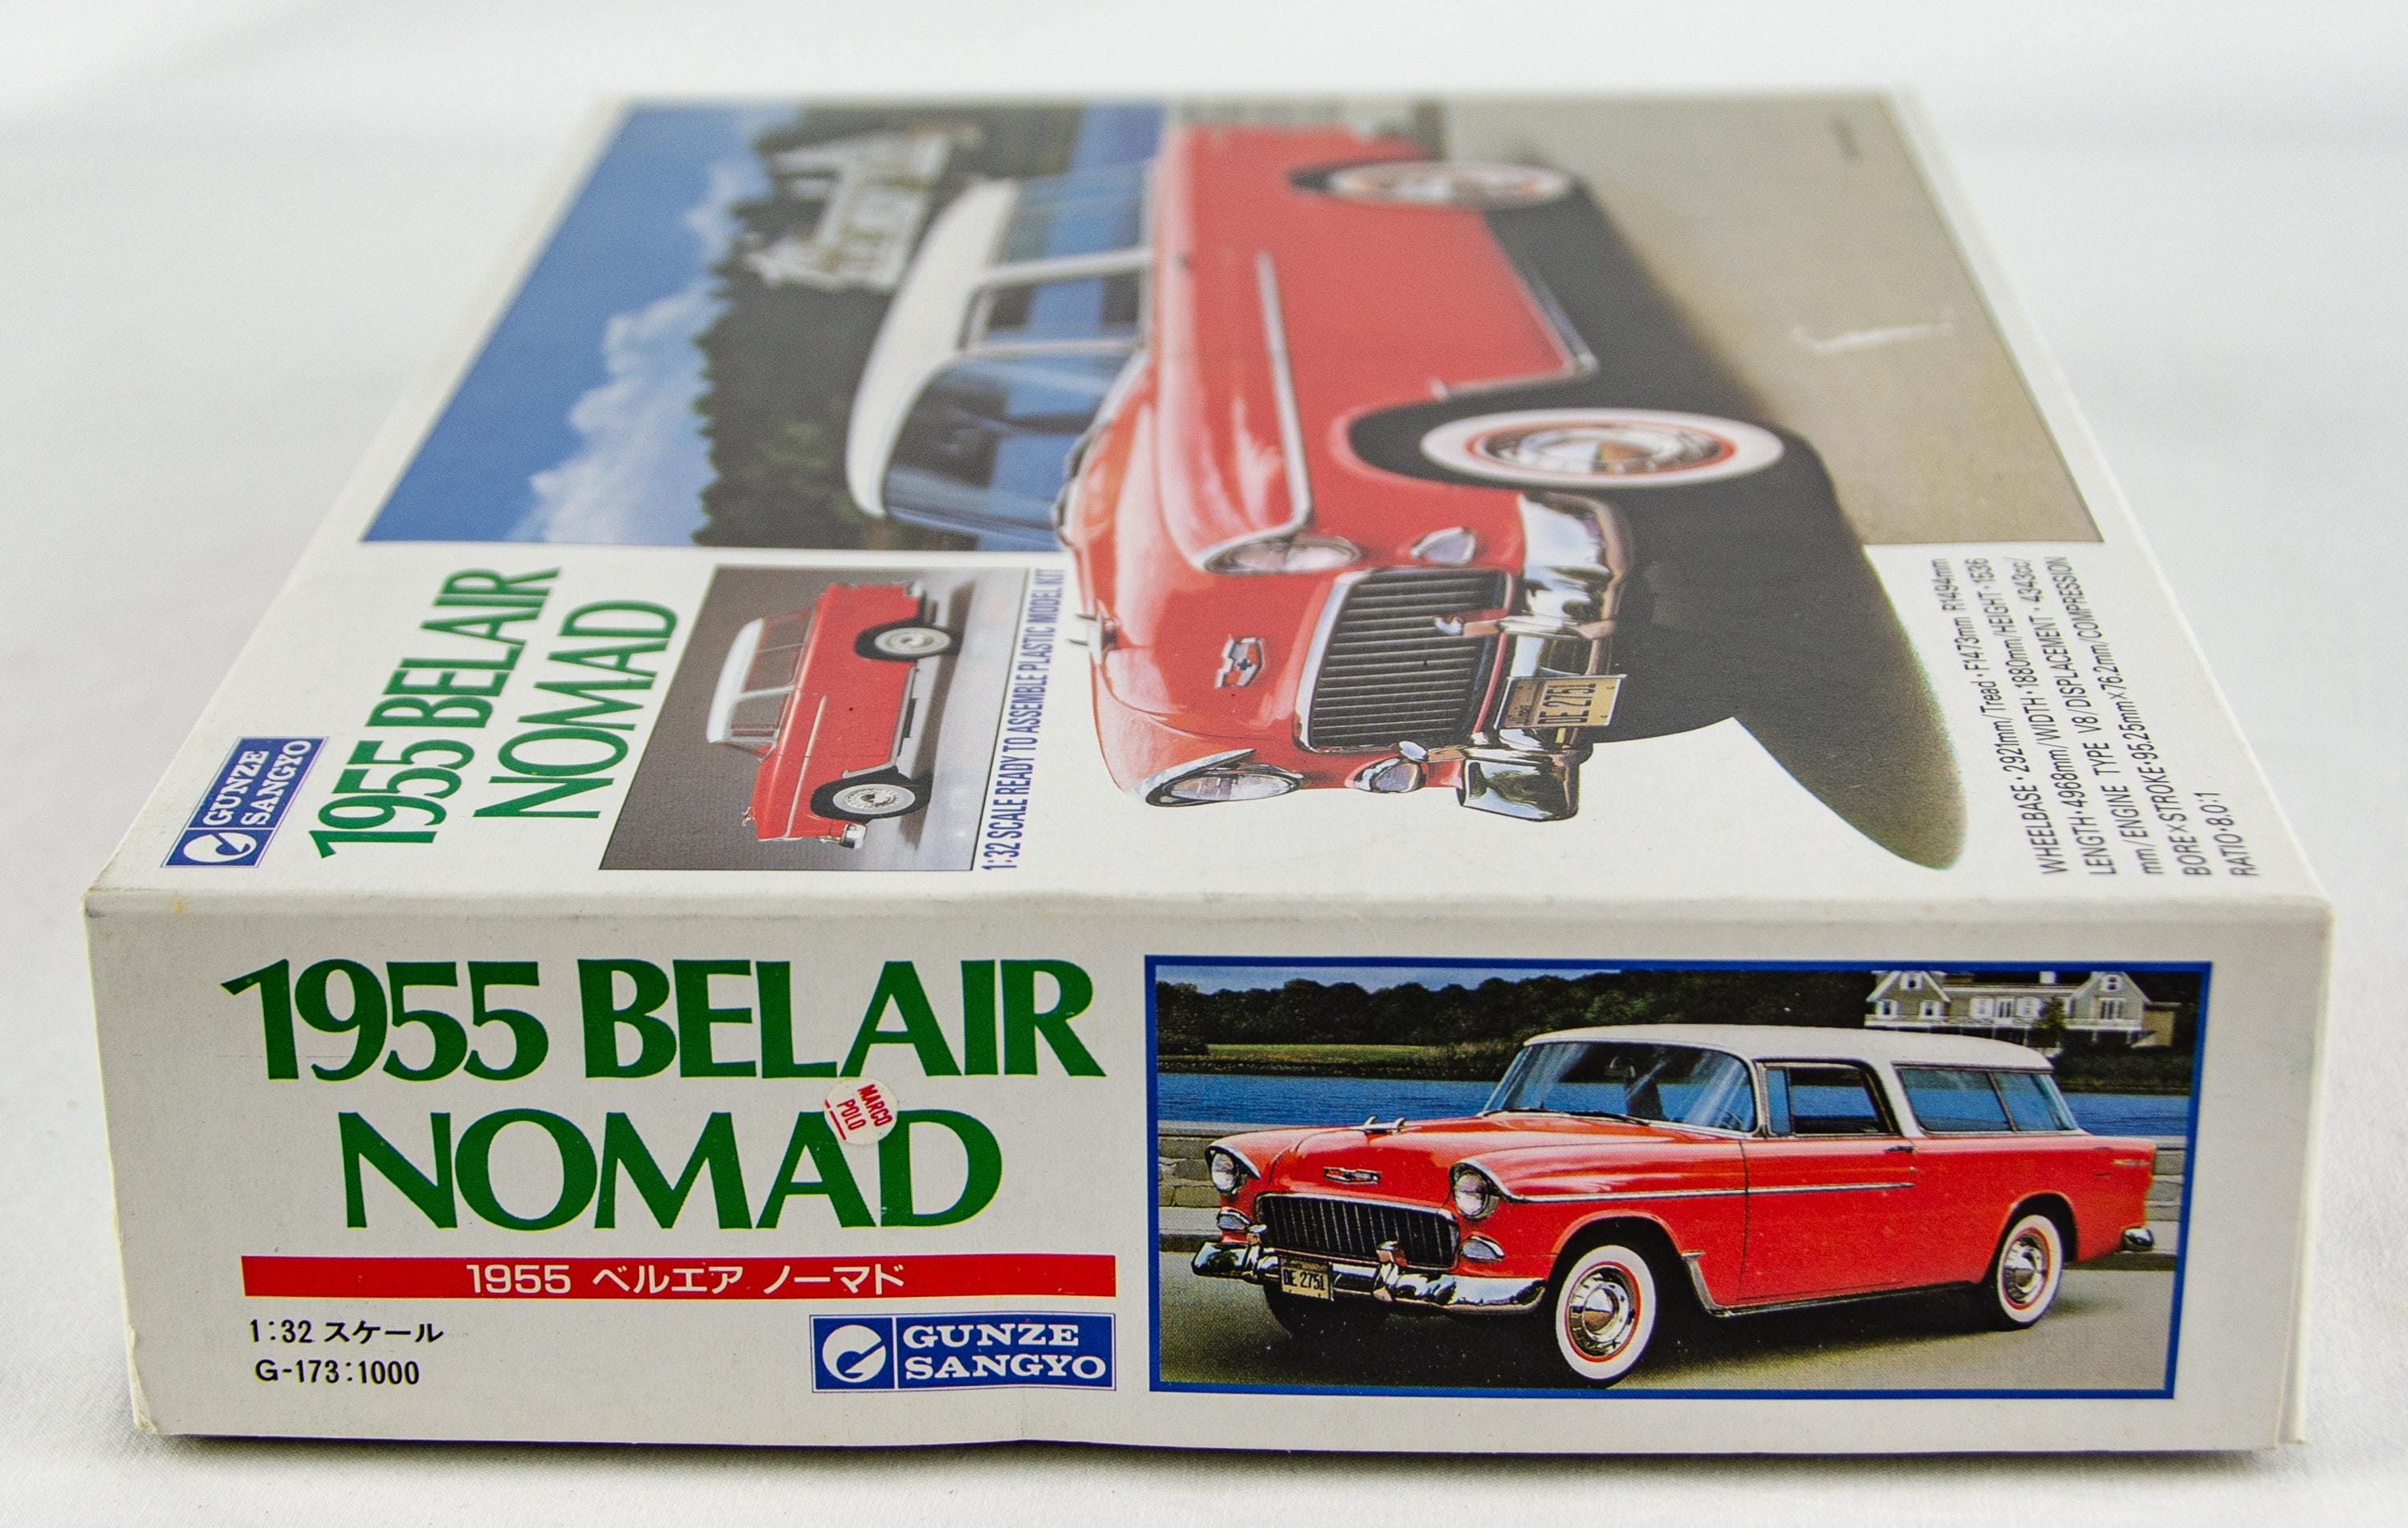 GUNZE
SANGYO
1955 BELAIR
NOMAD
1:32 SCALE READY TO ASSEMBLE PLASTIC MODEL KIT
DE 2751
WHEELBASE・2921mm/Tread・F1473mm R1494mm
LENGTH・4968mm/WIDTH・1880mm/HEIGHT・1536
mm/ENGINE TYPE V8/DISPLACEMENT・4343cc/
BORE×STROKE・95.25mm×76.2mm/COMPRESSION
RATIO・8.0:1
1955 BELAIR
NOMAD
MARCO
POLO
1955 ベルエア ノーマド
1:32 スケール
G-173:1000
GUNZE
SANGYO
DE 2751